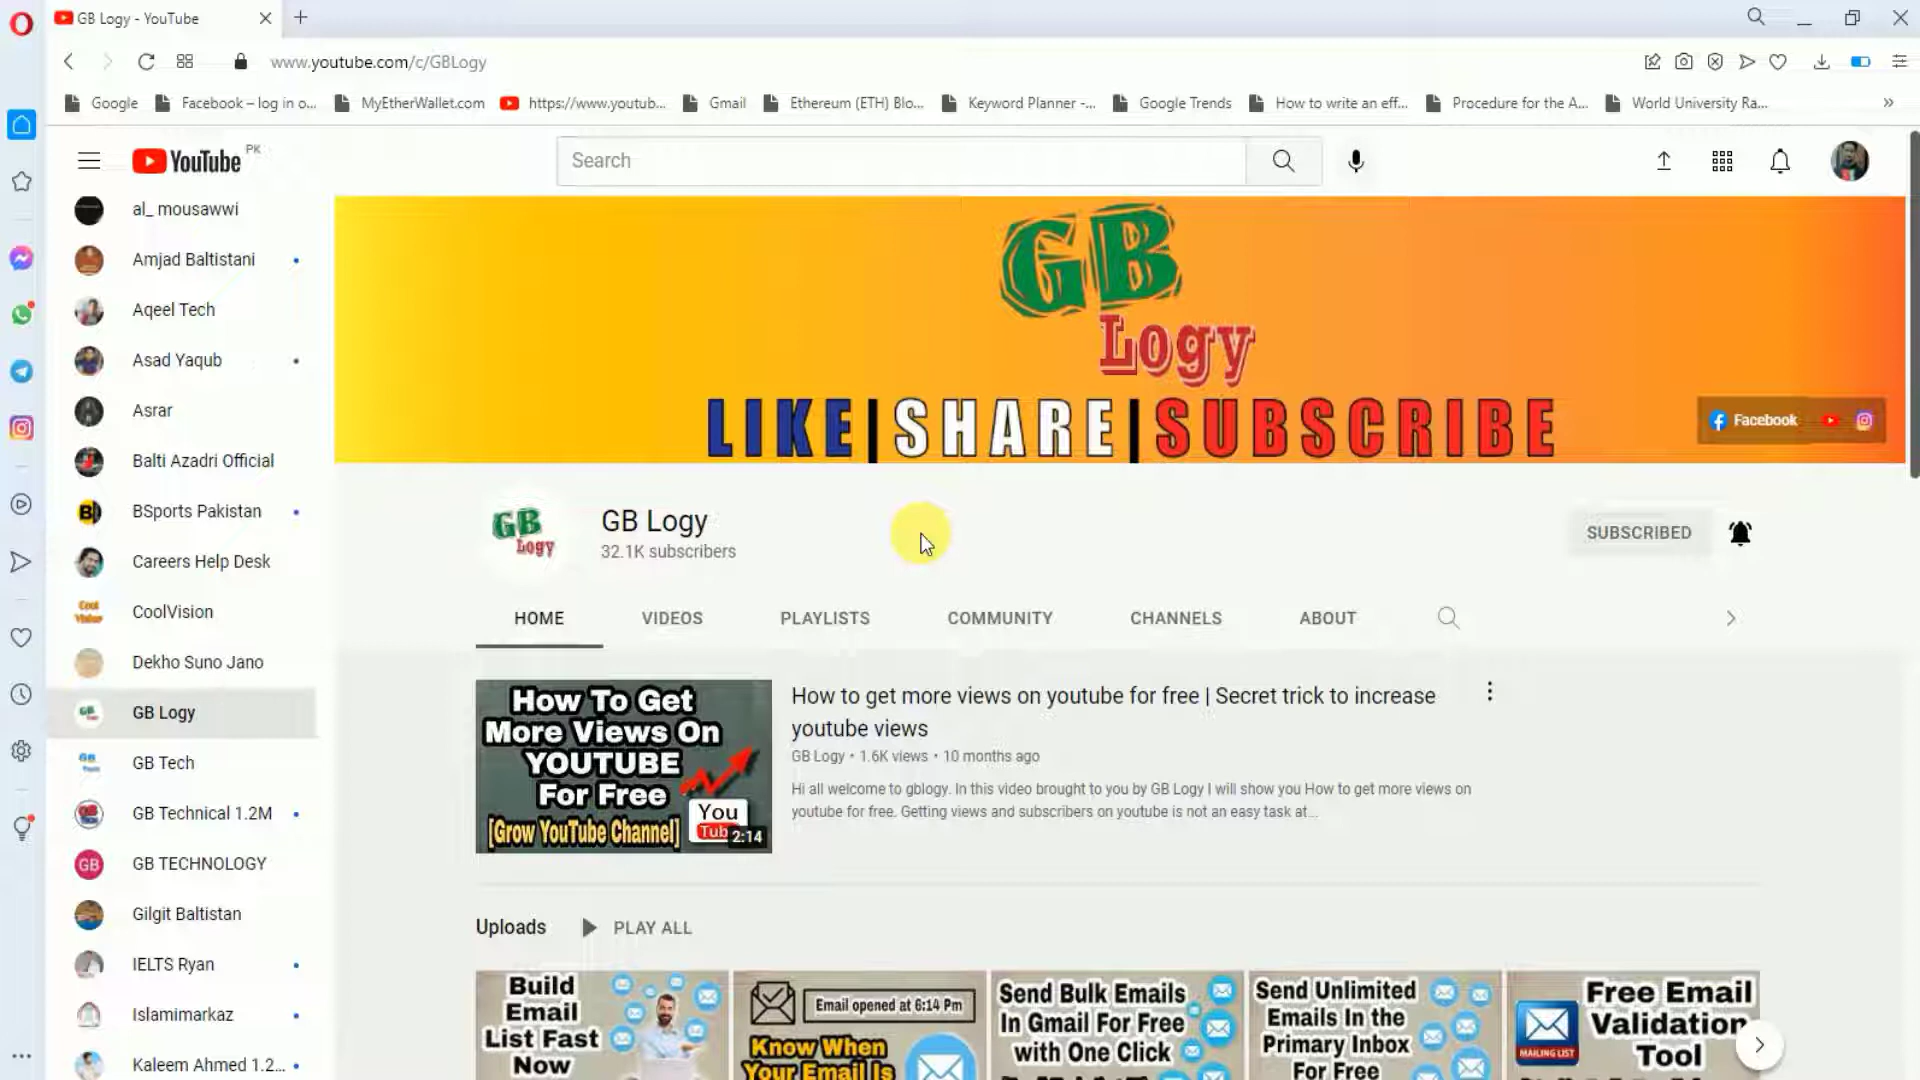 GB Logy - YouTube
www.youtube.com/c/GBLogy
Google
Facebook – log in o...
MyEtherWallet.com
https://www.youtub...
Gmail
Ethereum (ETH) Blo...
Keyword Planner -...
Google Trends
How to write an eff...
Procedure for the A...
World University Ra...
YouTube PK
Search
al_ mousawwi
Amjad Baltistani
Aqeel Tech
Asad Yaqub
Asrar
Balti Azadri Official
BSports Pakistan
Careers Help Desk
CoolVision
Dekho Suno Jano
GB Logy
GB Tech
GB Technical 1.2M
GB TECHNOLOGY
Gilgit Baltistan
IELTS Ryan
Islamimarkaz
Kaleem Ahmed 1.2...
GB
Logy
LIKE|SHARE|SUBSCRIBE
Facebook
GB
Logy
GB Logy
32.1K subscribers
SUBSCRIBED
HOME
VIDEOS
PLAYLISTS
COMMUNITY
CHANNELS
ABOUT
How To Get
More Views On
YOUTUBE
For Free
[Grow YouTube Channel]
You
Tub
2:14
How to get more views on youtube for free | Secret trick to increase
youtube views
GB Logy • 1.6K views • 10 months ago
Hi all welcome to gblogy. In this video brought to you by GB Logy I will show you How to get more views on
youtube for free. Getting views and subscribers on youtube is not an easy task at...
Uploads
PLAY ALL
Build
Email
List Fast
Now
Email opened at 6:14 Pm
Know When
Your Email Is
Send Bulk Emails
In Gmail For Free
with One Click
Send Unlimited
Emails In the
Primary Inbox
For Free
Free Email
Validation
Tool
MAILING LIST